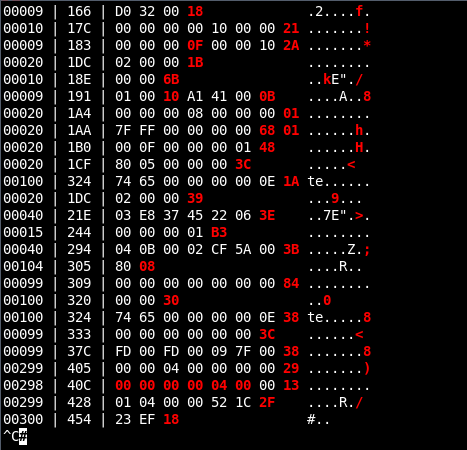 00009 | 166 | D0 32 00 18 .2....f.
00010 | 17C | 00 00 00 00 10 00 00 21 .......!
00009 | 183 | 00 00 00 0F 00 00 10 2A .......*
00020 | 1DC | 02 00 00 1B
00010 | 18E | 00 00 6B ..kE"./
00009 | 191 | 01 00 10 A1 41 00 0B ....A..8
00020 | 1A4 | 00 00 00 08 00 00 00 01 ........
00020 | 1AA | 7F FF 00 00 00 00 68 01 ......h.
00020 | 1B0 | 00 0F 00 00 00 01 48 ......H.
00020 | 1CF | 80 05 00 00 00 3C .....<
00100 | 324 | 74 65 00 00 00 00 0E 1A te......
00020 | 1DC | 02 00 00 39 ...9...
00040 | 21E | 03 E8 37 45 22 06 3E ..7E".>.
00015 | 244 | 00 00 00 01 B3 ........
00040 | 294 | 04 0B 00 02 CF 5A 00 3B .....Z.;
00104 | 305 | 80 08 ....R..
00099 | 309 | 00 00 00 00 00 00 00 84 ........
00100 | 320 | 00 00 30 ..0
00100 | 324 | 74 65 00 00 00 00 0E 38 te.....8
00099 | 333 | 00 00 00 00 00 00 3C ......<
00099 | 37C | FD 00 FD 00 09 7F 00 38 .......8
00299 | 405 | 00 00 04 00 00 00 00 29 .......)
00298 | 40C | 00 00 00 00 04 00 00 13 ........
00299 | 428 | 01 04 00 00 52 1C 2F ....R./
00300 | 454 | 23 EF 18 #..
^C#